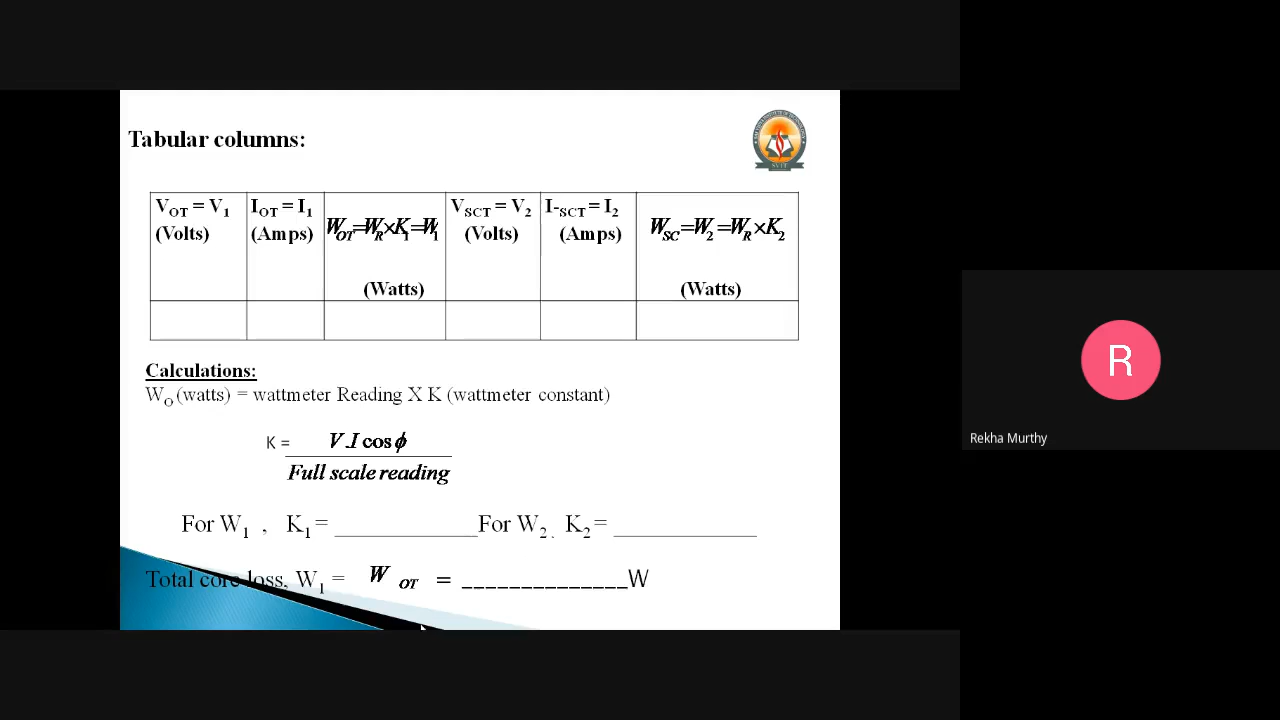 Tabular columns:
V_OT = V_1 (Volts)
I_OT = I_1 (Amps)
W_OT=W_R×K_1=W_1 (Watts)
V_SCT = V_2 (Volts)
I-_SCT = I_2 (Amps)
W_SC=W_2=W_R×K_2 (Watts)
Calculations:
W_O (watts) = wattmeter Reading X K (wattmeter constant)
K = V.I cos ϕ
Full scale reading
For W_1 , K_1 = ____________ For W_2 . K_2 = ____________
Total core loss, W_1 = W_OT = ______________W
R
Rekha Murthy